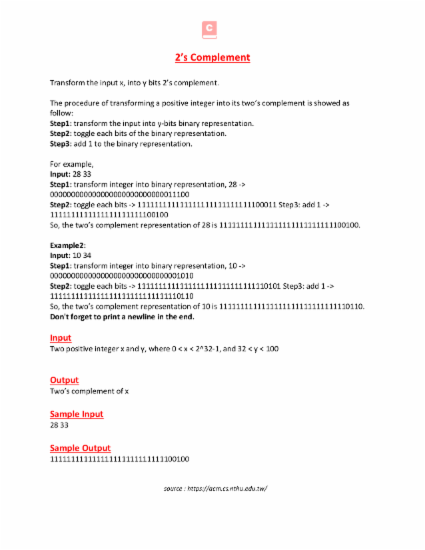 C
2's Complement
Transform the input x, into y bits 2's complement.
The procedure of transforming a positive integer into its two's complement is showed as
follow:
Step1: transform the input into y-bits binary representation.
Step2: toggle each bits of the binary representation.
Step3: add 1 to the binary representation.
For example,
Input: 28 33
Step1: transform integer into binary representation, 28 ->
000000000000000000000000000011100
Step2: toggle each bits -> 111111111111111111111111111100011 Step3: add 1 ->
1111111111111111111111100100
So, the two's complement representation of 28 is 111111111111111111111111111100100.
Example2:
Input: 10 34
Step1: transform integer into binary representation, 10 ->
0000000000000000000000000000001010
Step2: toggle each bits -> 1111111111111111111111111111110101 Step3: add 1 ->
1111111111111111111111111111110110
So, the two's complement representation of 10 is 1111111111111111111111111111110110.
Don't forget to print a newline in the end.
Input
Two positive integer x and y, where 0 < x < 2^32-1, and 32 < y < 100
Output
Two's complement of x
Sample Input
28 33
Sample Output
111111111111111111111111111100100
source : https://acm.cs.nthu.edu.tw/